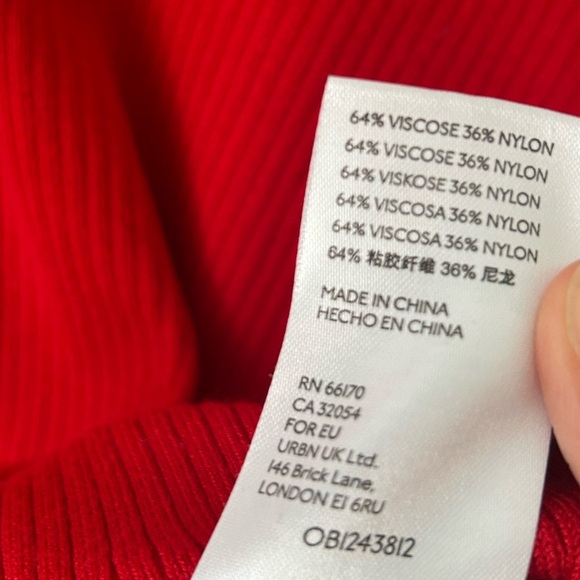 64% VISCOSE 36% NYLON
64% VISCOSE 36% NYLON
64% VISKOSE 36% NYLON
64% VISCOSA 36% NYLON
64% VISCOSA 36% NYLON
64% 粘胶纤维 36% 尼龙
MADE IN CHINA
HECHO EN CHINA
RN 66170
CA 32054
FOR EU
URBN UK Ltd.
146 Brick Lane,
LONDON E1 6RU
OB1243812